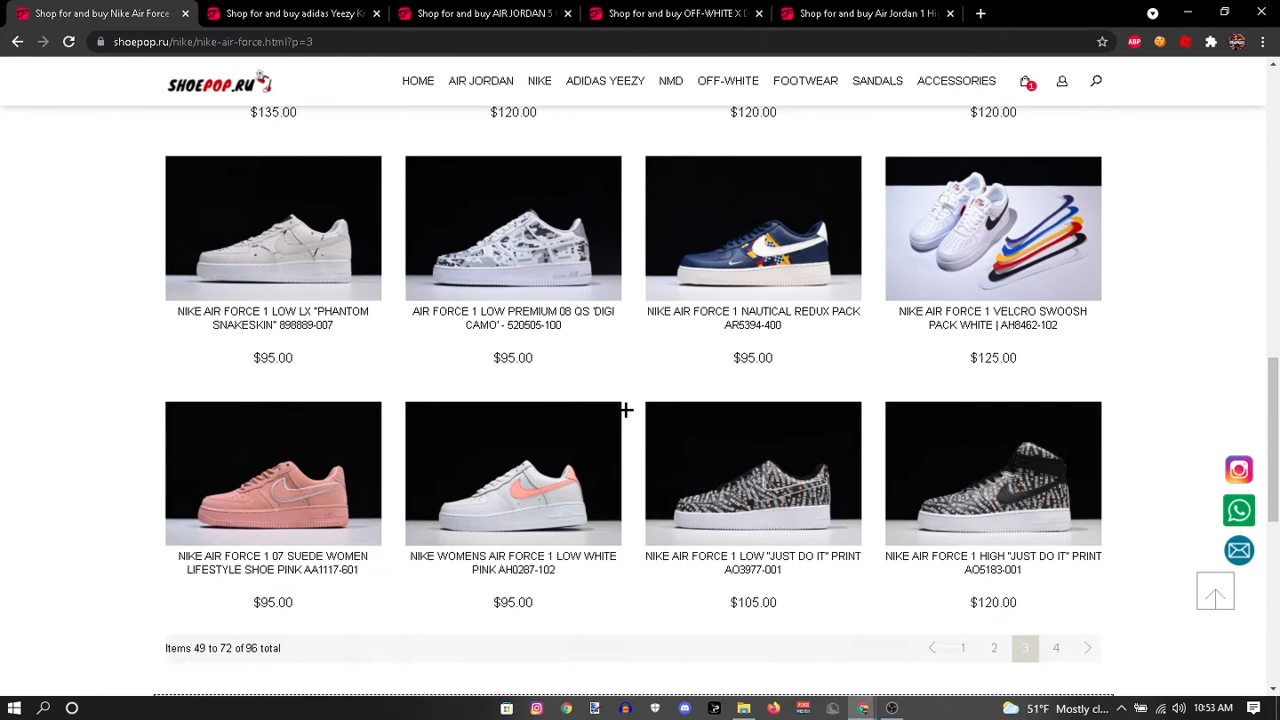 Shop for and buy Nike Air Force
Shop for and buy adidas Yeezy K
Shop for and buy AIR JORDAN 5
Shop for and buy OFF-WHITE X D
Shop for and buy Air Jordan 1 Hi
shoepop.ru/nike/nike-air-force.html?p=3
ABP
SHOEPOP.RU
HOME AIR JORDAN NIKE ADIDAS YEEZY NMD OFF-WHITE FOOTWEAR SANDALS ACCESSORIES
1
$135.00 $120.00 $120.00 $120.00
NIKE AIR FORCE 1 LOW LX "PHANTOM
SNAKESKIN" 898889-007
$95.00
AIR FORCE 1 LOW PREMIUM 08 QS 'DIGI
CAMO' - 520505-100
$95.00
NIKE AIR FORCE 1 NAUTICAL REDUX PACK
AR5394-400
$95.00
NIKE AIR FORCE 1 VELCRO SWOOSH
PACK WHITE | AH8462-102
$125.00
NIKE AIR FORCE 1 07 SUEDE WOMEN
LIFESTYLE SHOE PINK AA1117-601
$95.00
NIKE WOMENS AIR FORCE 1 LOW WHITE
PINK AH0287-102
$95.00
NIKE AIR FORCE 1 LOW "JUST DO IT" PRINT
AO3977-001
$105.00
NIKE AIR FORCE 1 HIGH "JUST DO IT" PRINT
AO5183-001
$120.00
Items 49 to 72 of 96 total
1 2 3 4
51°F Mostly cl...
10:53 AM